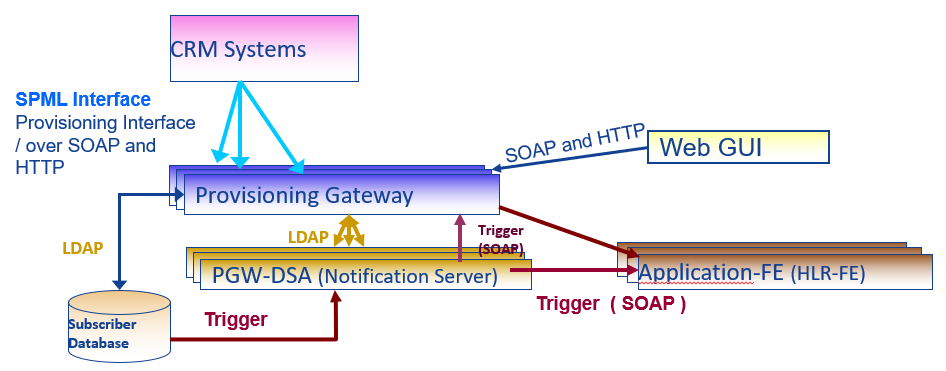 CRM Systems
SPML Interface
Provisioning Interface
/ over SOAP and
HTTP
SOAP and HTTP
Web GUI
Provisioning Gateway
LDAP
LDAP
Trigger
(SOAP)
PGW-DSA (Notification Server)
Application-FE (HLR-FE)
Trigger ( SOAP )
Subscriber
Database
Trigger